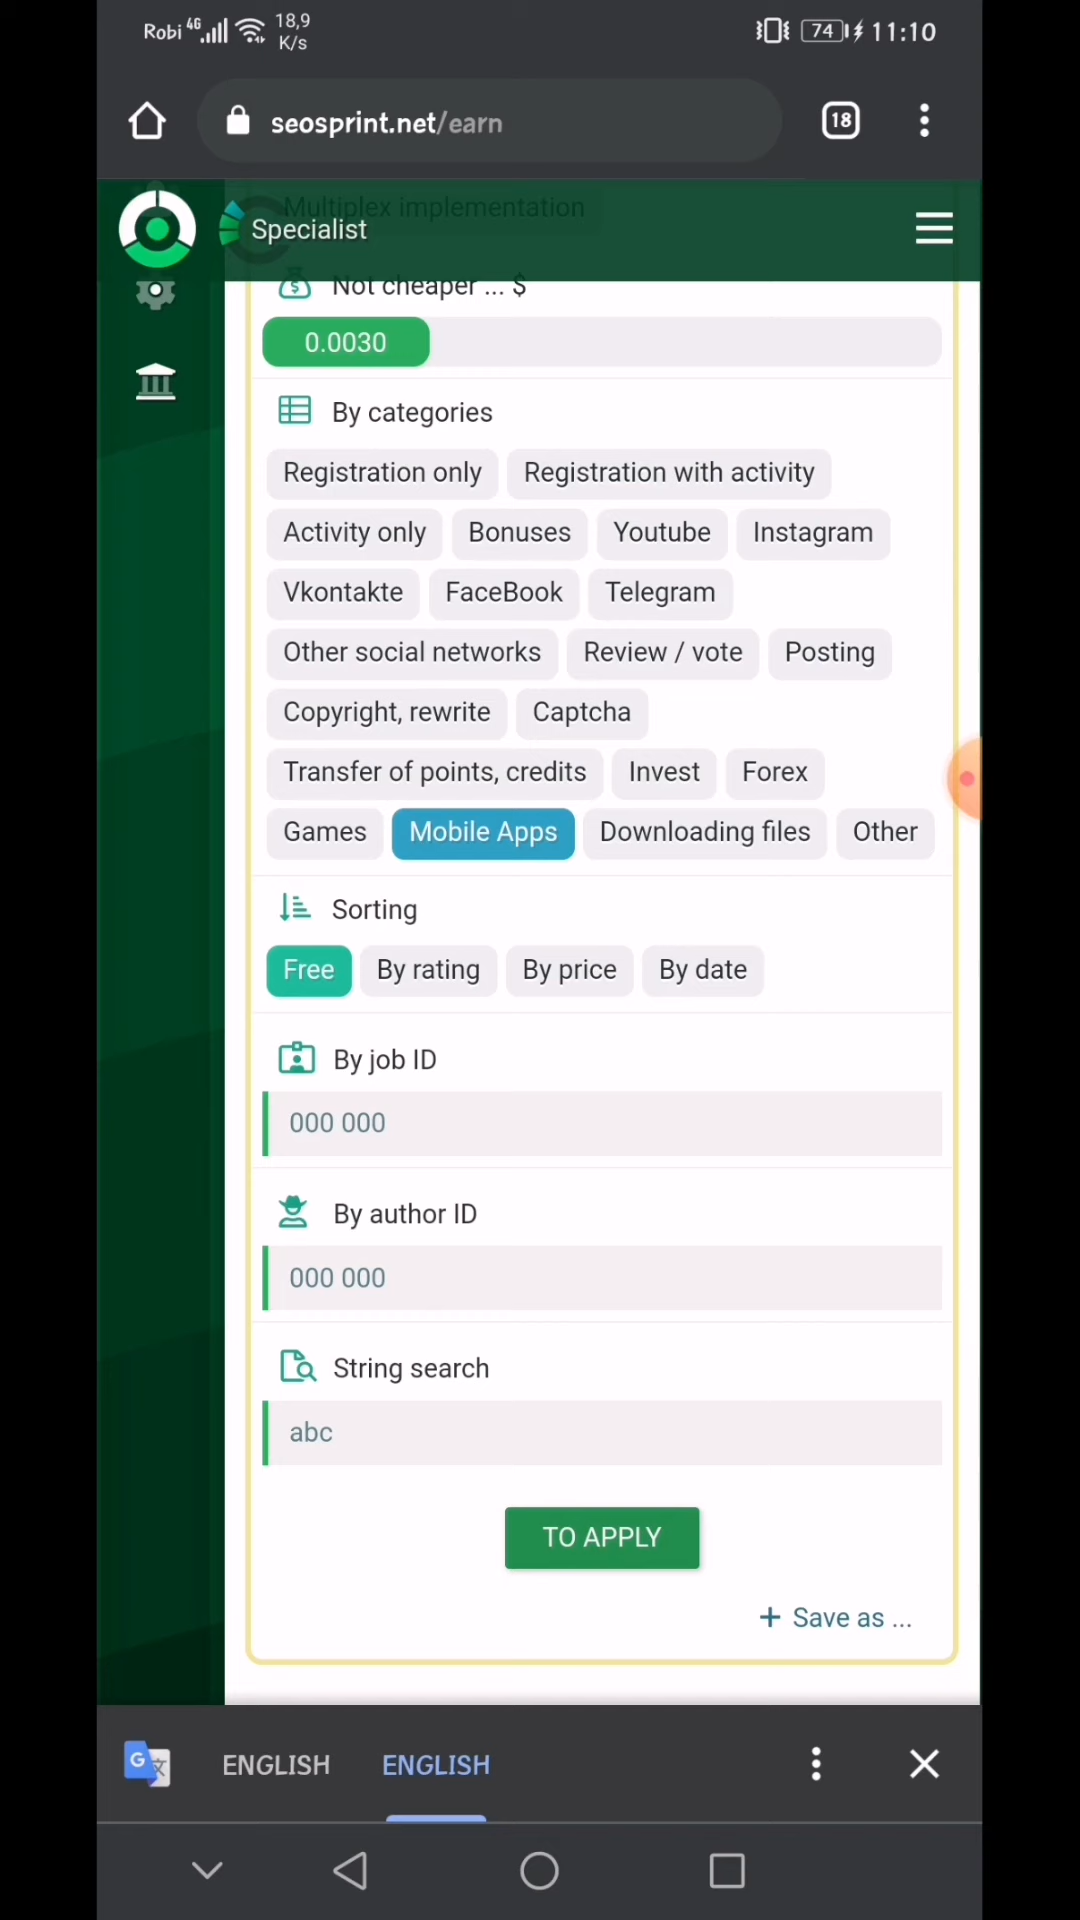 Robi 4G 18,9 K/s 74 11:10
seosprint.net/earn 18
Multiplex implementation
Specialist
Not cheaper ... $
0.0030
By categories
Registration only Registration with activity
Activity only Bonuses Youtube Instagram
Vkontakte FaceBook Telegram
Other social networks Review / vote Posting
Copyright, rewrite Captcha
Transfer of points, credits Invest Forex
Games Mobile Apps Downloading files Other
Sorting
Free By rating By price By date
By job ID
000 000
By author ID
000 000
String search
abc
TO APPLY
+ Save as ...
G 文 ENGLISH ENGLISH